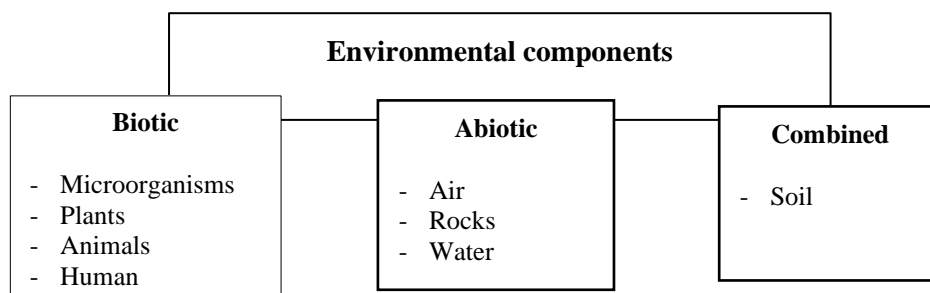 Environmental components
Biotic
- Microorganisms
- Plants
- Animals
- Human
Abiotic
- Air
- Rocks
- Water
Combined
- Soil